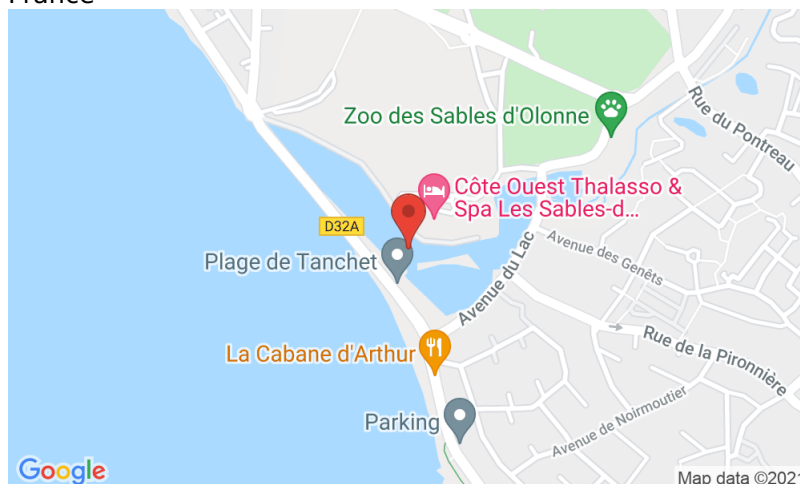 France
Zoo des Sables d'Olonne
Rue du Pontreau
Côte Ouest Thalasso &
Spa Les Sables-d...
D32A
Plage de Tanchet
Avenue du Lac
Avenue des Genêts
La Cabane d'Arthur
Rue de la Pironnière
Parking
Avenue de Noirmoutier
Google
Map data ©2021